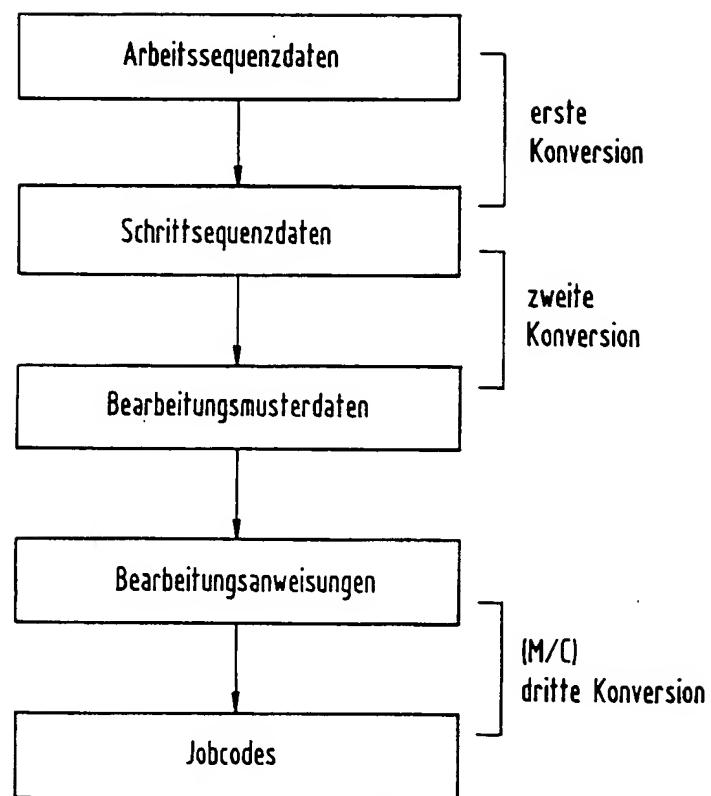 Arbeitssequenzdaten
erste
Konversion
Schrittsequenzdaten
zweite
Konversion
Bearbeitungsmusterdaten
Bearbeitungsanweisungen
(M/C)
dritte Konversion
Jobcodes